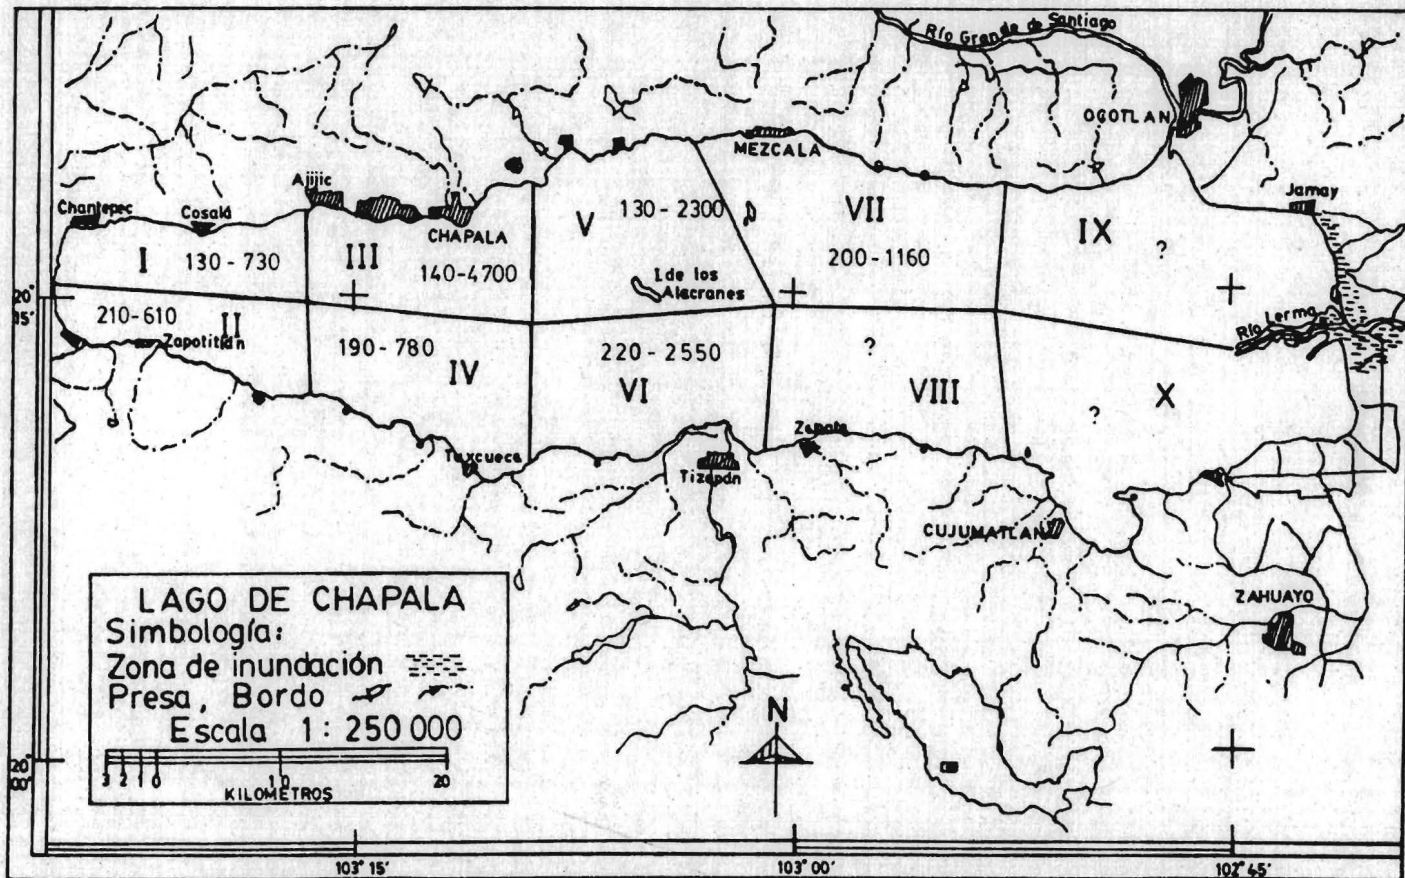 Río Grande de Santiago
OCOTLAN
MEZCALA
Ajijic
Jamay
Chantepec
Cosalá
CHAPALA
V
130 - 2300
VII
200 - 1160
IX
?
I
130 - 730
III
140-4700
I. de los
Alacranes
20°
15'
210-610
II
Zapotitlán
Río Lerma
190 - 780
IV
220 - 2550
VI
?
VIII
?
X
Tuxcueca
Tizapán
Zapata
CUJUMATLAN
ZAHUAYO
LAGO DE CHAPALA
Simbología:
Zona de inundación
Presa, Bordo
Escala 1: 250 000
3 2 1 0 10 20
KILOMETROS
N
20°
00'
103° 15'
103° 00'
102° 45'